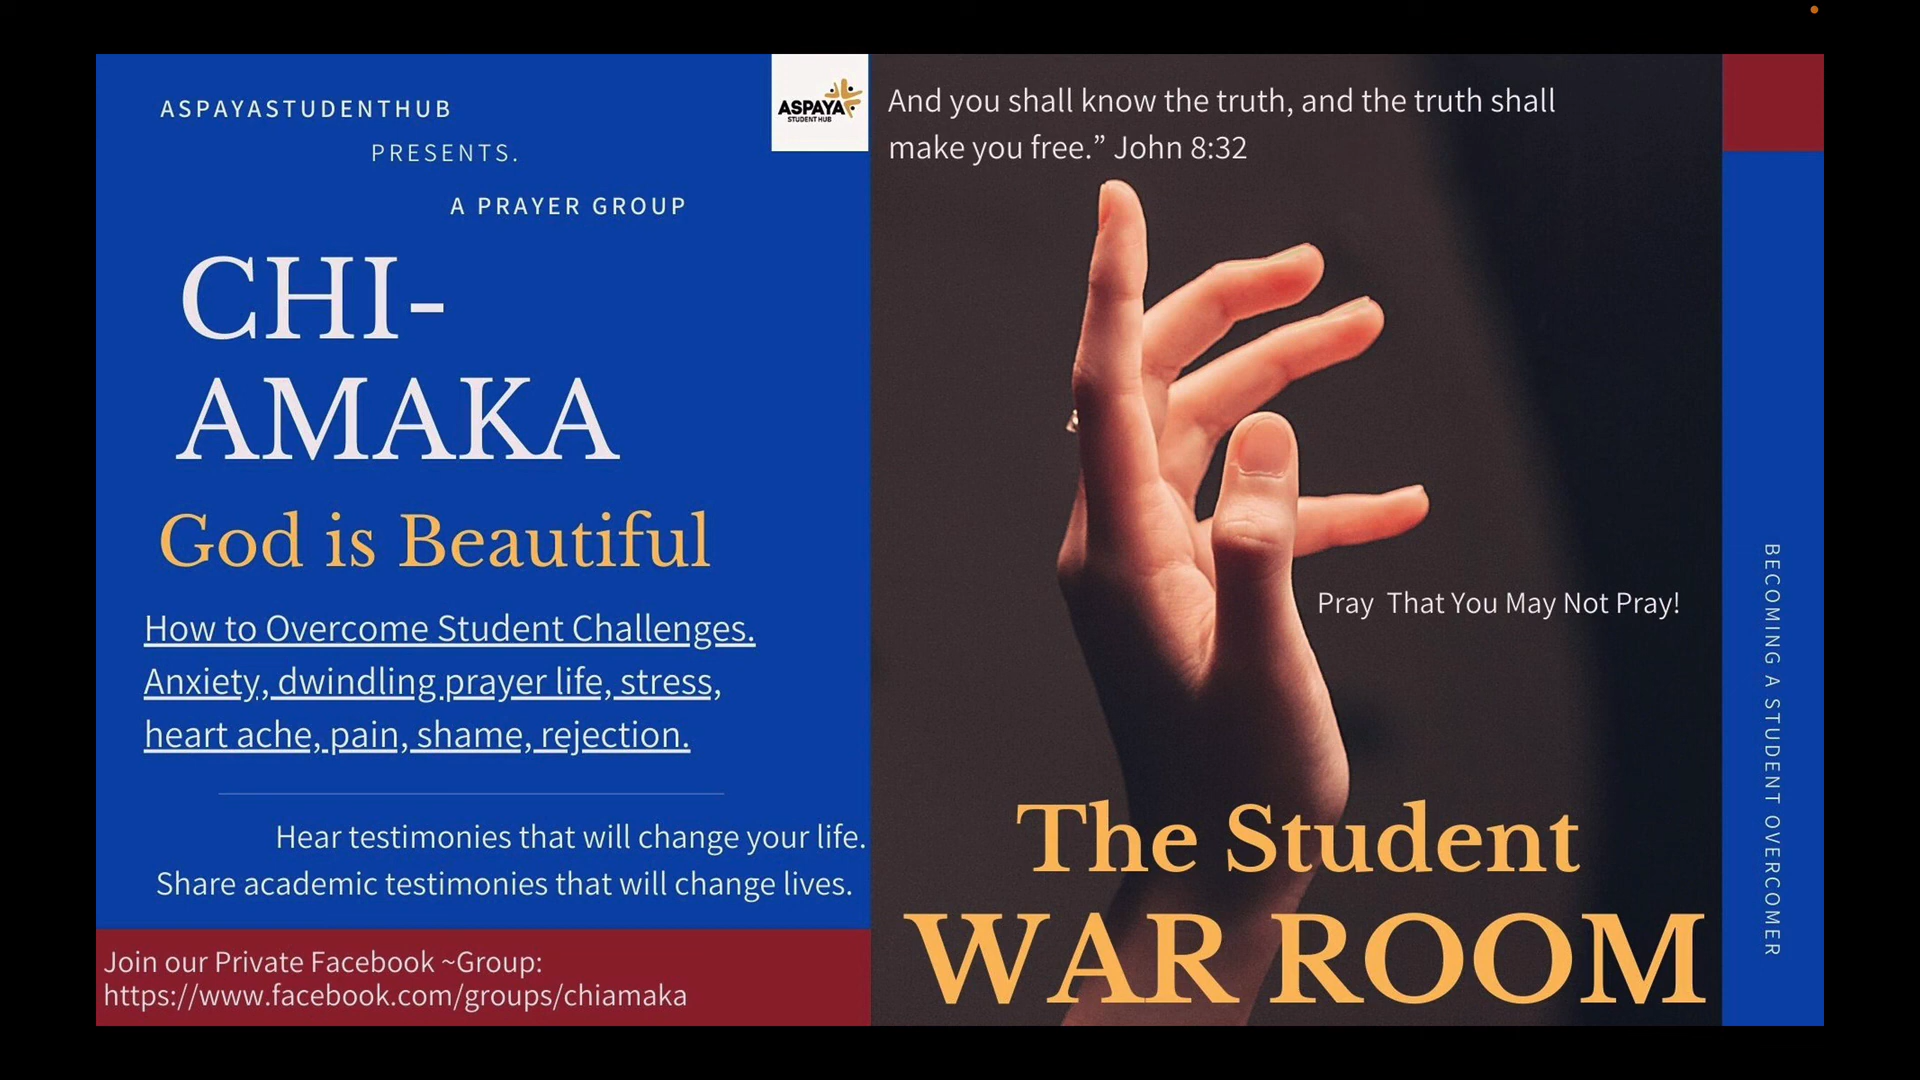 ASPAYASTUDENTHUB
PRESENTS.
A PRAYER GROUP
CHI-
AMAKA
God is Beautiful
How to Overcome Student Challenges.
Anxiety, dwindling prayer life, stress,
heart ache, pain, shame, rejection.
Hear testimonies that will change your life.
Share academic testimonies that will change lives.
Join our Private Facebook ~Group:
https://www.facebook.com/groups/chiamaka
ASPAYA
STUDENT HUB
And you shall know the truth, and the truth shall
make you free.” John 8:32
Pray  That You May Not Pray!
The Student
WAR ROOM
BECOMING A STUDENT OVERCOMER